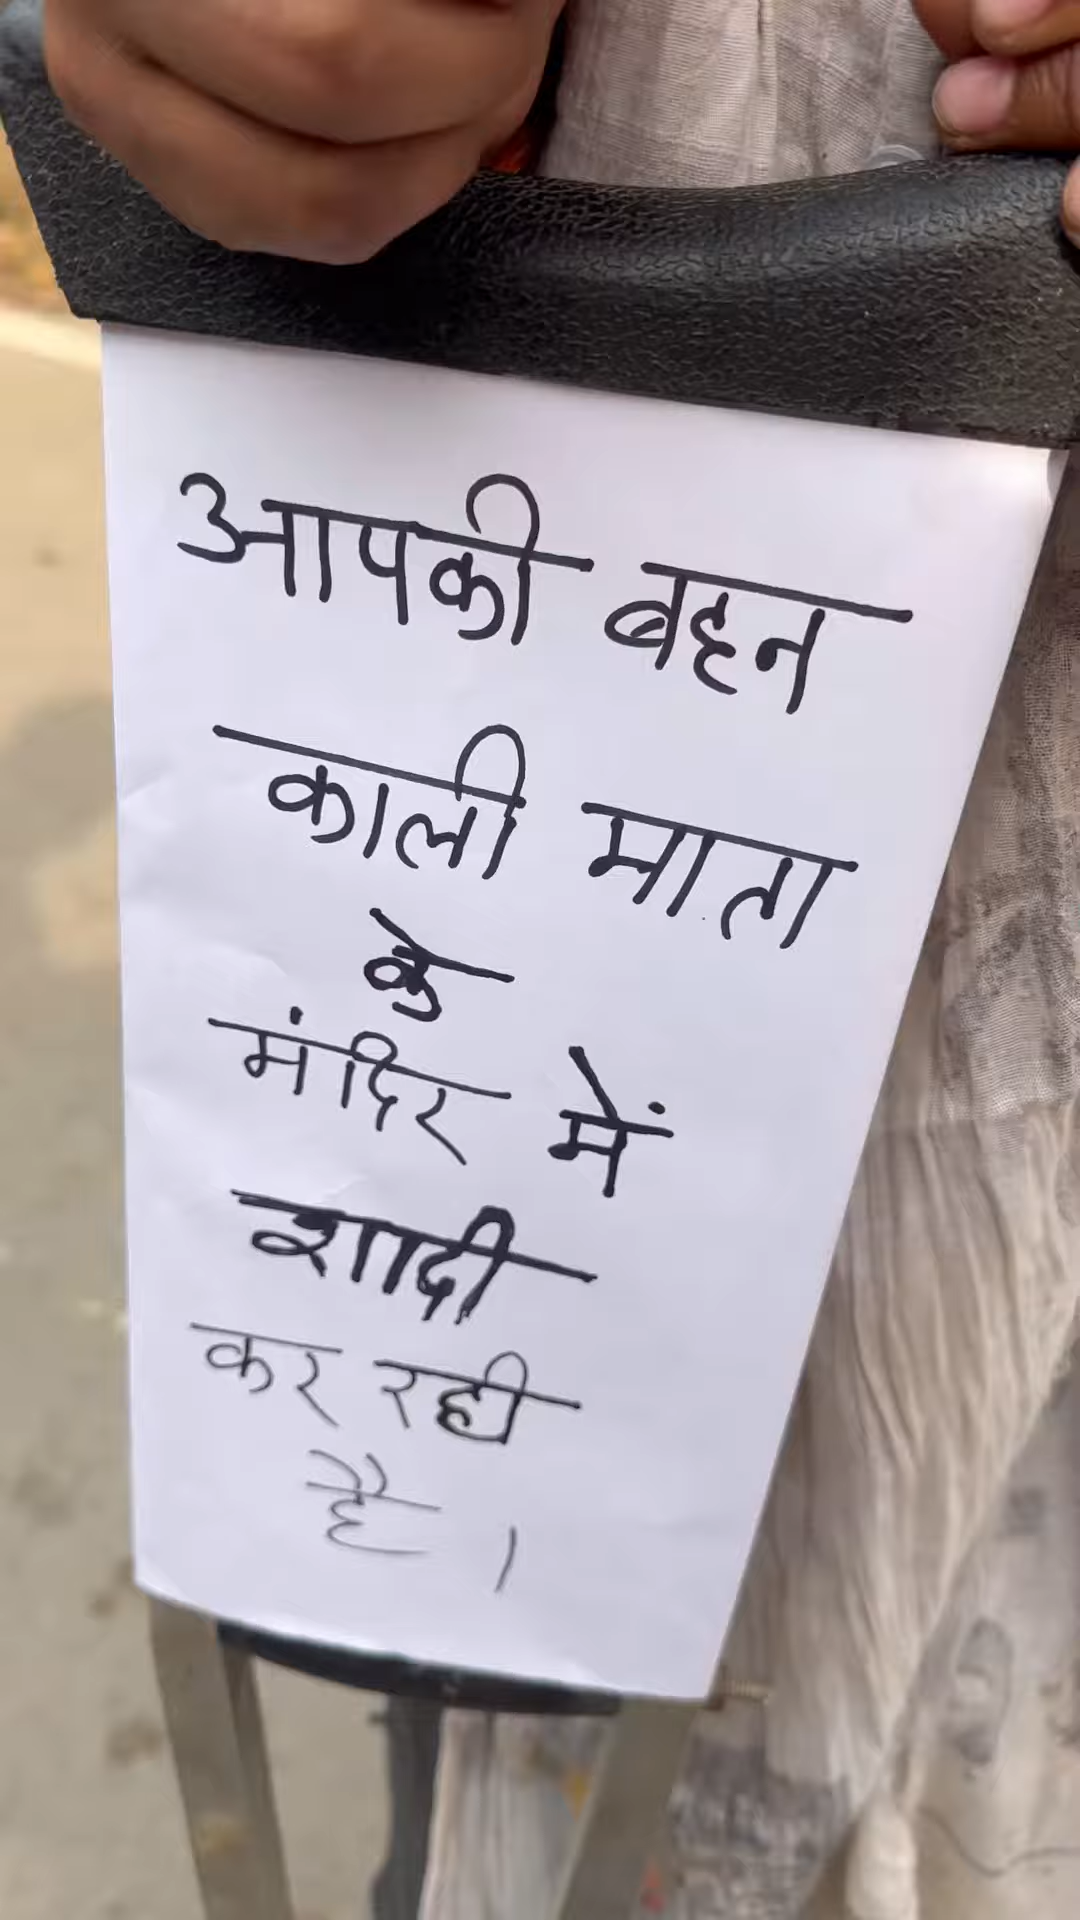 आपकी बहन
काली माता
के
मंदिर में
शादी
कर रही
है।